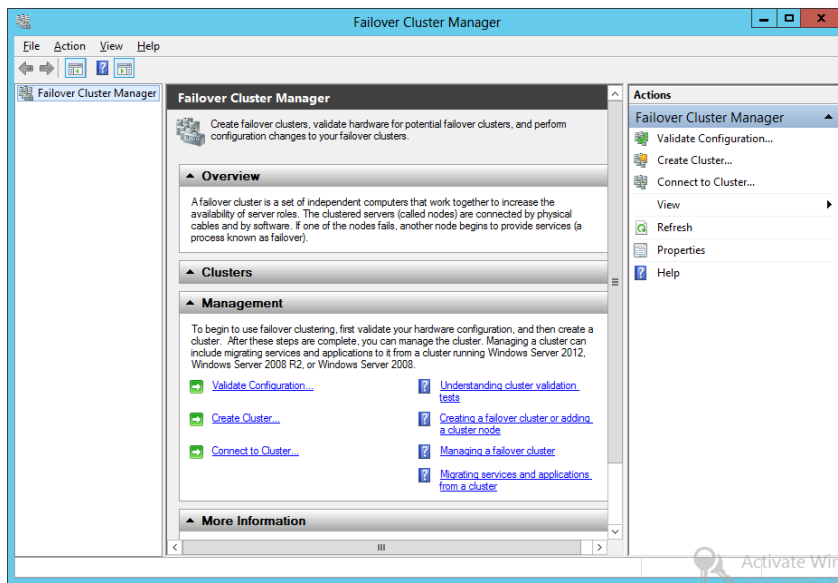 Failover Cluster Manager
File Action View Help
Failover Cluster Manager
Failover Cluster Manager
Create failover clusters, validate hardware for potential failover clusters, and perform
configuration changes to your failover clusters.
Overview
A failover cluster is a set of independent computers that work together to increase the
availability of server roles. The clustered servers (called nodes) are connected by physical
cables and by software. If one of the nodes fails, another node begins to provide services (a
process known as failover).
Clusters
Management
To begin to use failover clustering, first validate your hardware configuration, and then create a
cluster. After these steps are complete, you can manage the cluster. Managing a cluster can
include migrating services and applications to it from a cluster running Windows Server 2012,
Windows Server 2008 R2, or Windows Server 2008.
Validate Configuration...
Create Cluster...
Connect to Cluster...
Understanding cluster validation
tests
Creating a failover cluster or adding
a cluster node
Managing a failover cluster
Migrating services and applications
from a cluster
More Information
Actions
Failover Cluster Manager
Validate Configuration...
Create Cluster...
Connect to Cluster...
View
Refresh
Properties
Help
Activate Win